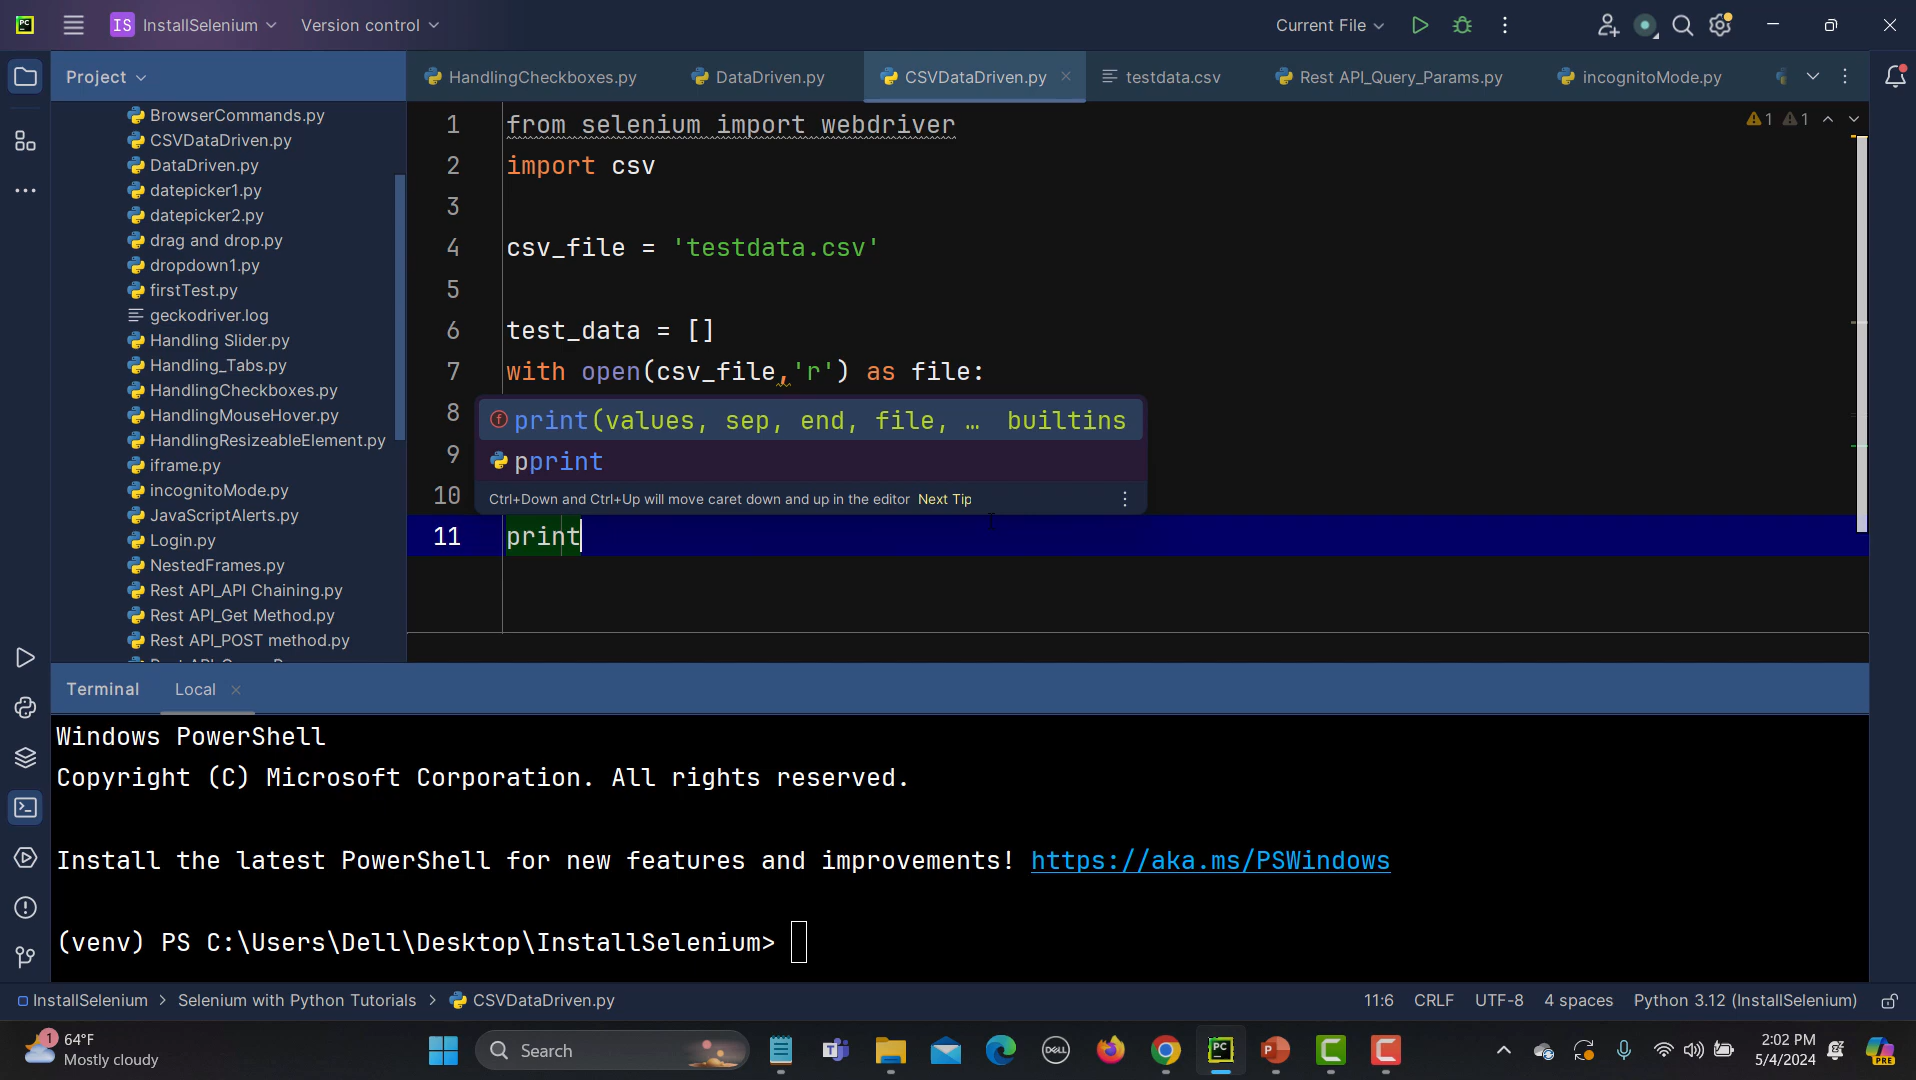 PC
IS InstallSelenium
Version control
Current File
Project
HandlingCheckboxes.py
DataDriven.py
CSVDataDriven.py
testdata.csv
Rest API_Query_Params.py
incognitoMode.py
BrowserCommands.py
CSVDataDriven.py
DataDriven.py
datepicker1.py
datepicker2.py
drag and drop.py
dropdown1.py
firstTest.py
geckodriver.log
Handling Slider.py
Handling_Tabs.py
HandlingCheckboxes.py
HandlingMouseHover.py
HandlingResizeableElement.py
iframe.py
incognitoMode.py
JavaScriptAlerts.py
Login.py
NestedFrames.py
Rest API_API Chaining.py
Rest API_Get Method.py
Rest API_POST method.py
1 from selenium import webdriver
2 import csv
3
4 csv_file = 'testdata.csv'
5
6 test_data = []
7 with open(csv_file,'r') as file:
8
9
10
11 print
1 1
print(values, sep, end, file, … builtins
pprint
Ctrl+Down and Ctrl+Up will move caret down and up in the editor Next Tip
Terminal Local
Windows PowerShell
Copyright (C) Microsoft Corporation. All rights reserved.
Install the latest PowerShell for new features and improvements! https://aka.ms/PSWindows
(venv) PS C:\Users\Dell\Desktop\InstallSelenium>
InstallSelenium > Selenium with Python Tutorials > CSVDataDriven.py
11:6 CRLF UTF-8 4 spaces Python 3.12 (InstallSelenium)
1
64°F
Mostly cloudy
Search
DELL
PC
P
C
C
2:02 PM
5/4/2024
PRE